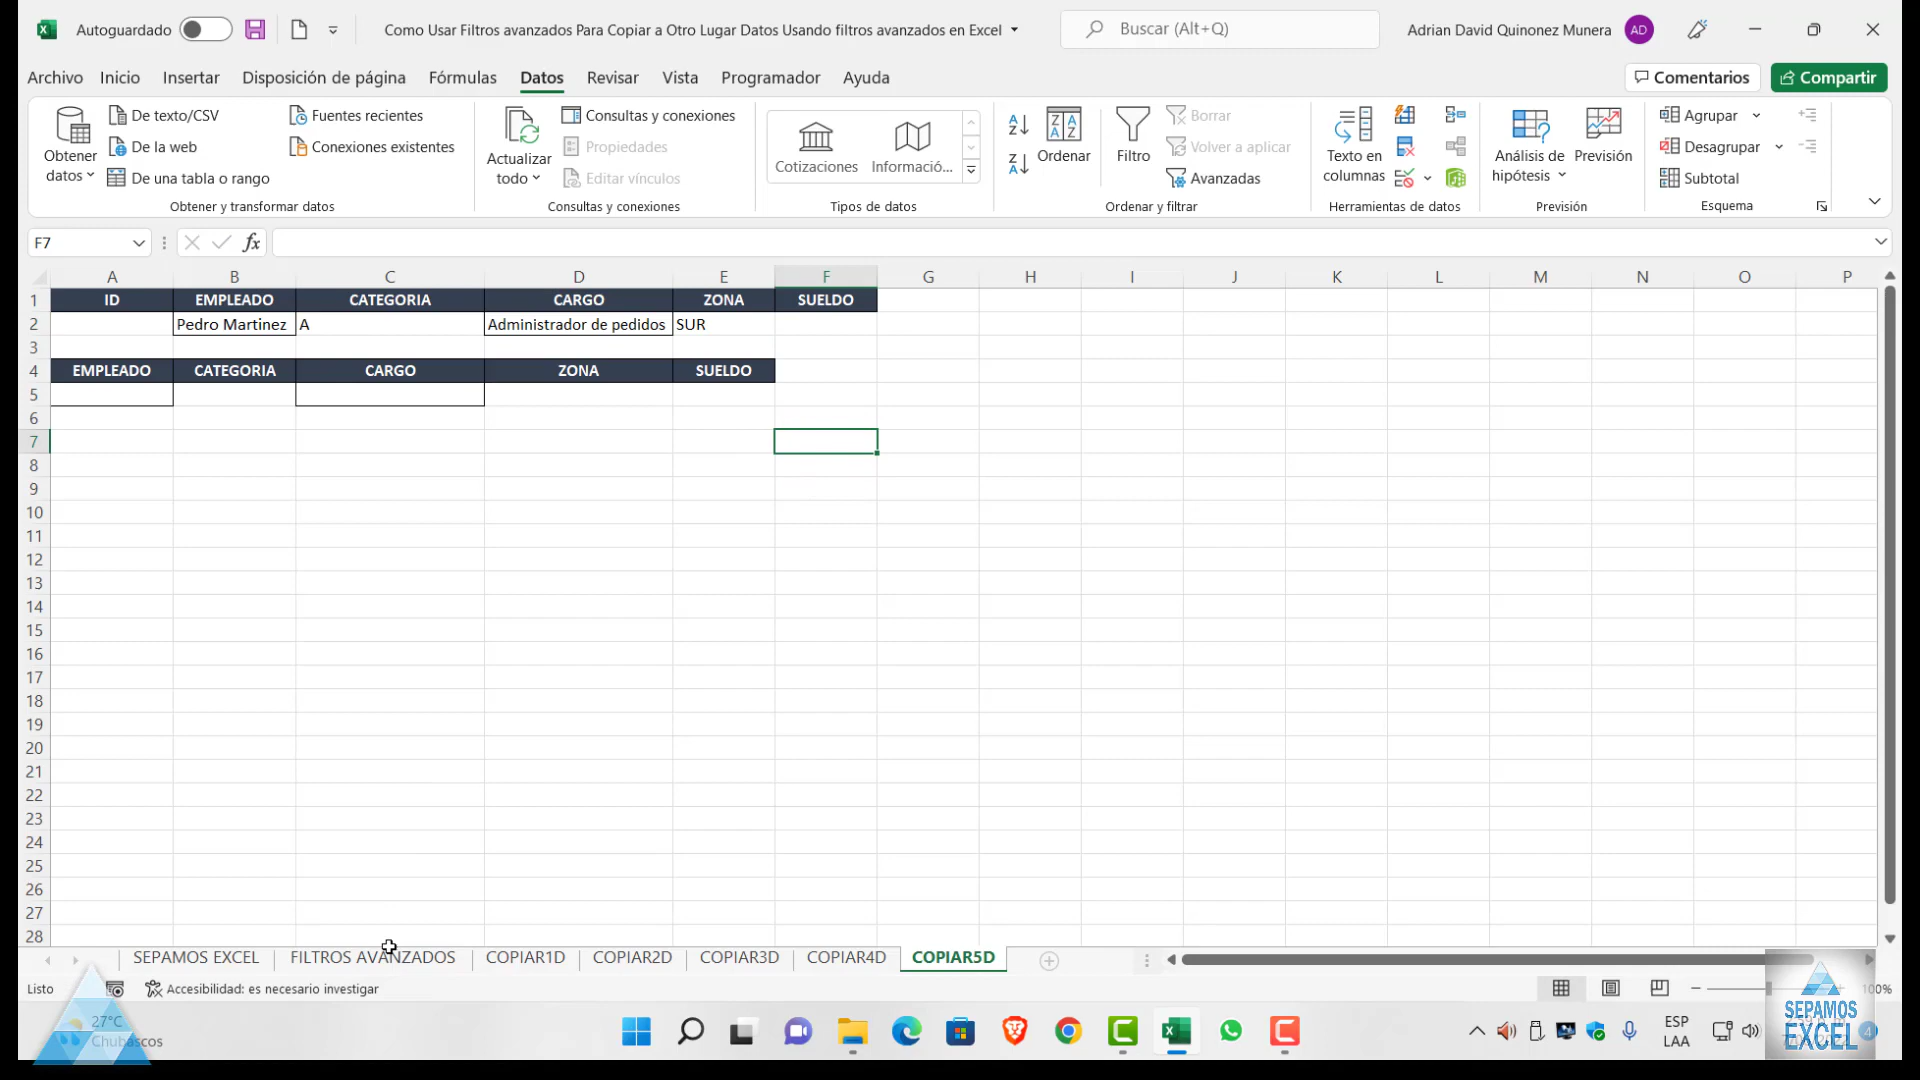 Autoguardado
Como Usar Filtros avanzados Para Copiar a Otro Lugar Datos Usando filtros avanzados en Excel
Buscar (Alt+Q)
Adrian David Quinonez Munera
AD
Archivo Inicio Insertar Disposición de página Fórmulas Datos Revisar Vista Programador Ayuda
Comentarios
Compartir
Obtener datos
De texto/CSV
De la web
De una tabla o rango
Fuentes recientes
Conexiones existentes
Obtener y transformar datos
Actualizar todo
Consultas y conexiones
Propiedades
Editar vínculos
Consultas y conexiones
Cotizaciones
Informació...
Tipos de datos
Ordenar
Filtro
Borrar
Volver a aplicar
Avanzadas
Ordenar y filtrar
Texto en columnas
Herramientas de datos
Análisis de hipótesis
Previsión
Previsión
Agrupar
Desagrupar
Subtotal
Esquema
F7
fx
A B C D E F G H I J K L M N O P
1 ID EMPLEADO CATEGORIA CARGO ZONA SUELDO
2 Pedro Martinez A Administrador de pedidos SUR
3
4 EMPLEADO CATEGORIA CARGO ZONA SUELDO
5
6
7
8
9
10
11
12
13
14
15
16
17
18
19
20
21
22
23
24
25
26
27
28
SEPAMOS EXCEL FILTROS AVANZADOS COPIAR1D COPIAR2D COPIAR3D COPIAR4D COPIAR5D
Listo
Accesibilidad: es necesario investigar
100%
27°C
Chubascos
ESP
LAA
SEPAMOS
EXCEL
4